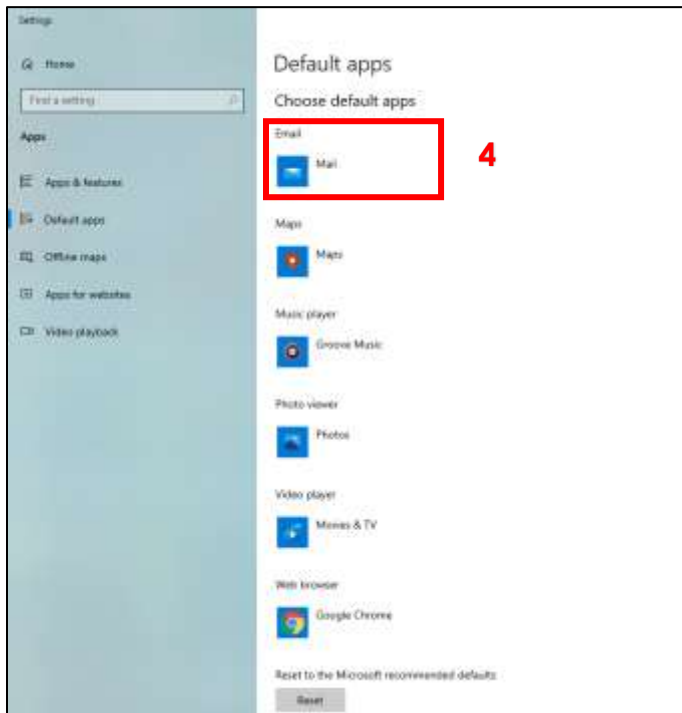 Settings
Home
Find a setting
Apps
Apps & features
Default apps
Offline maps
Apps for websites
Video playback
Default apps
Choose default apps
Email
Mail
4
Maps
Maps
Music player
Groove Music
Photo viewer
Photos
Video player
Movies & TV
Web browser
Google Chrome
Reset to the Microsoft recommended defaults
Reset